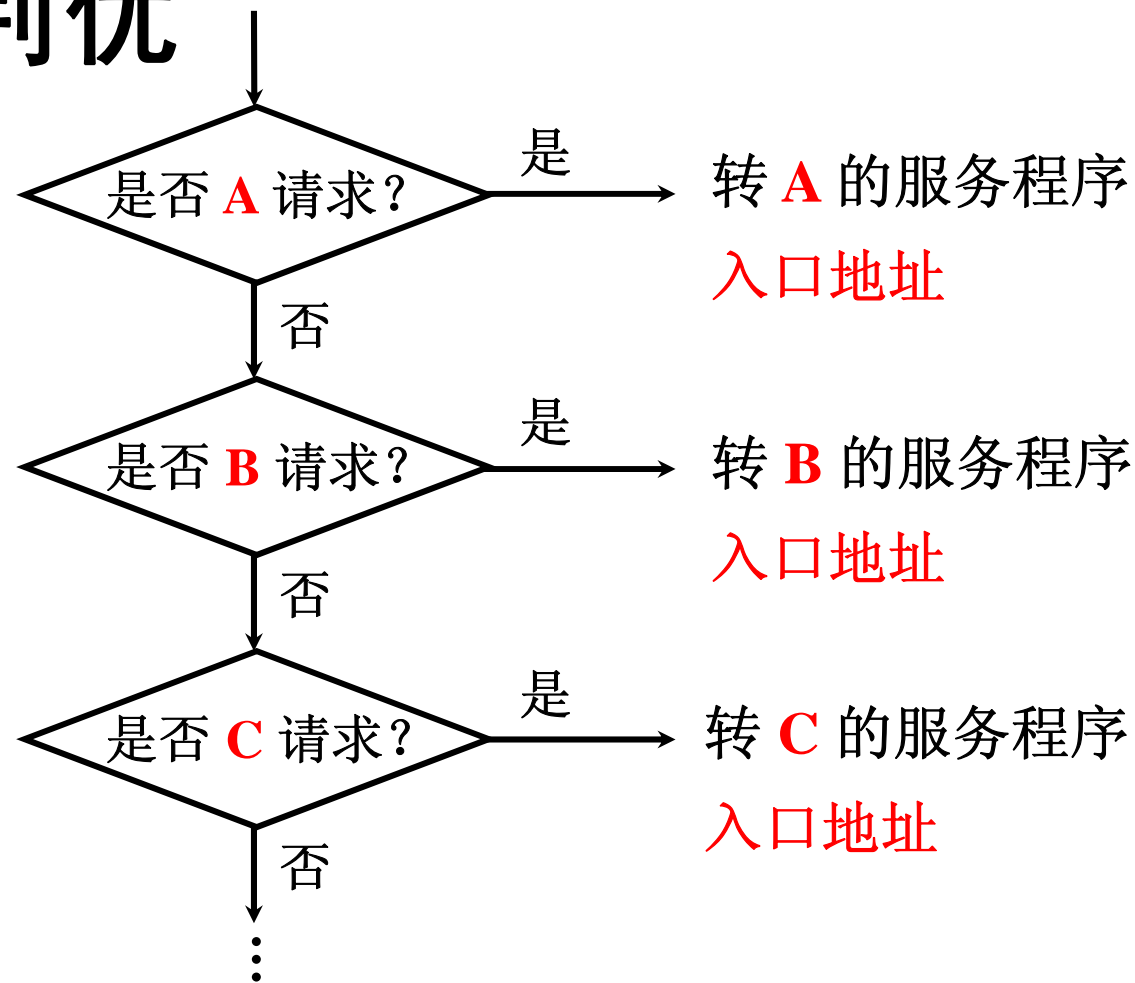 优
是否 A 请求?
是
转 A 的服务程序
入口地址
否
是否 B 请求?
是
转 B 的服务程序
入口地址
否
是否 C 请求?
是
转 C 的服务程序
入口地址
否
⋮